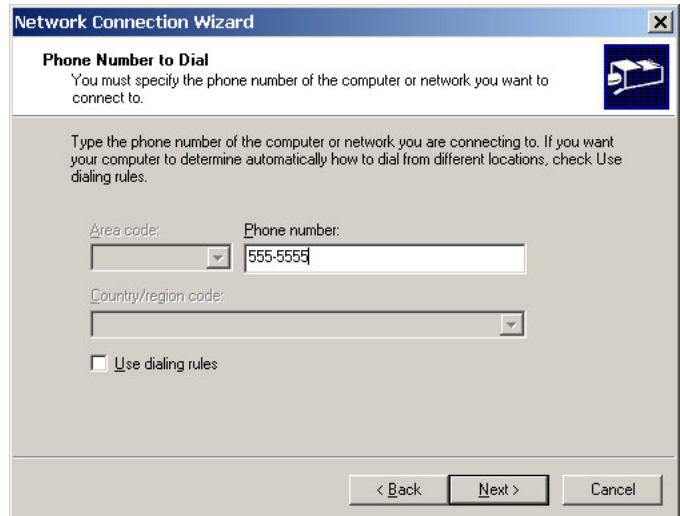 Network Connection Wizard
Phone Number to Dial
You must specify the phone number of the computer or network you want to
connect to.
Type the phone number of the computer or network you are connecting to. If you want
your computer to determine automatically how to dial from different locations, check Use
dialing rules.
Area code: Phone number:
555-5555
Country/region code:
Use dialing rules
< Back Next > Cancel